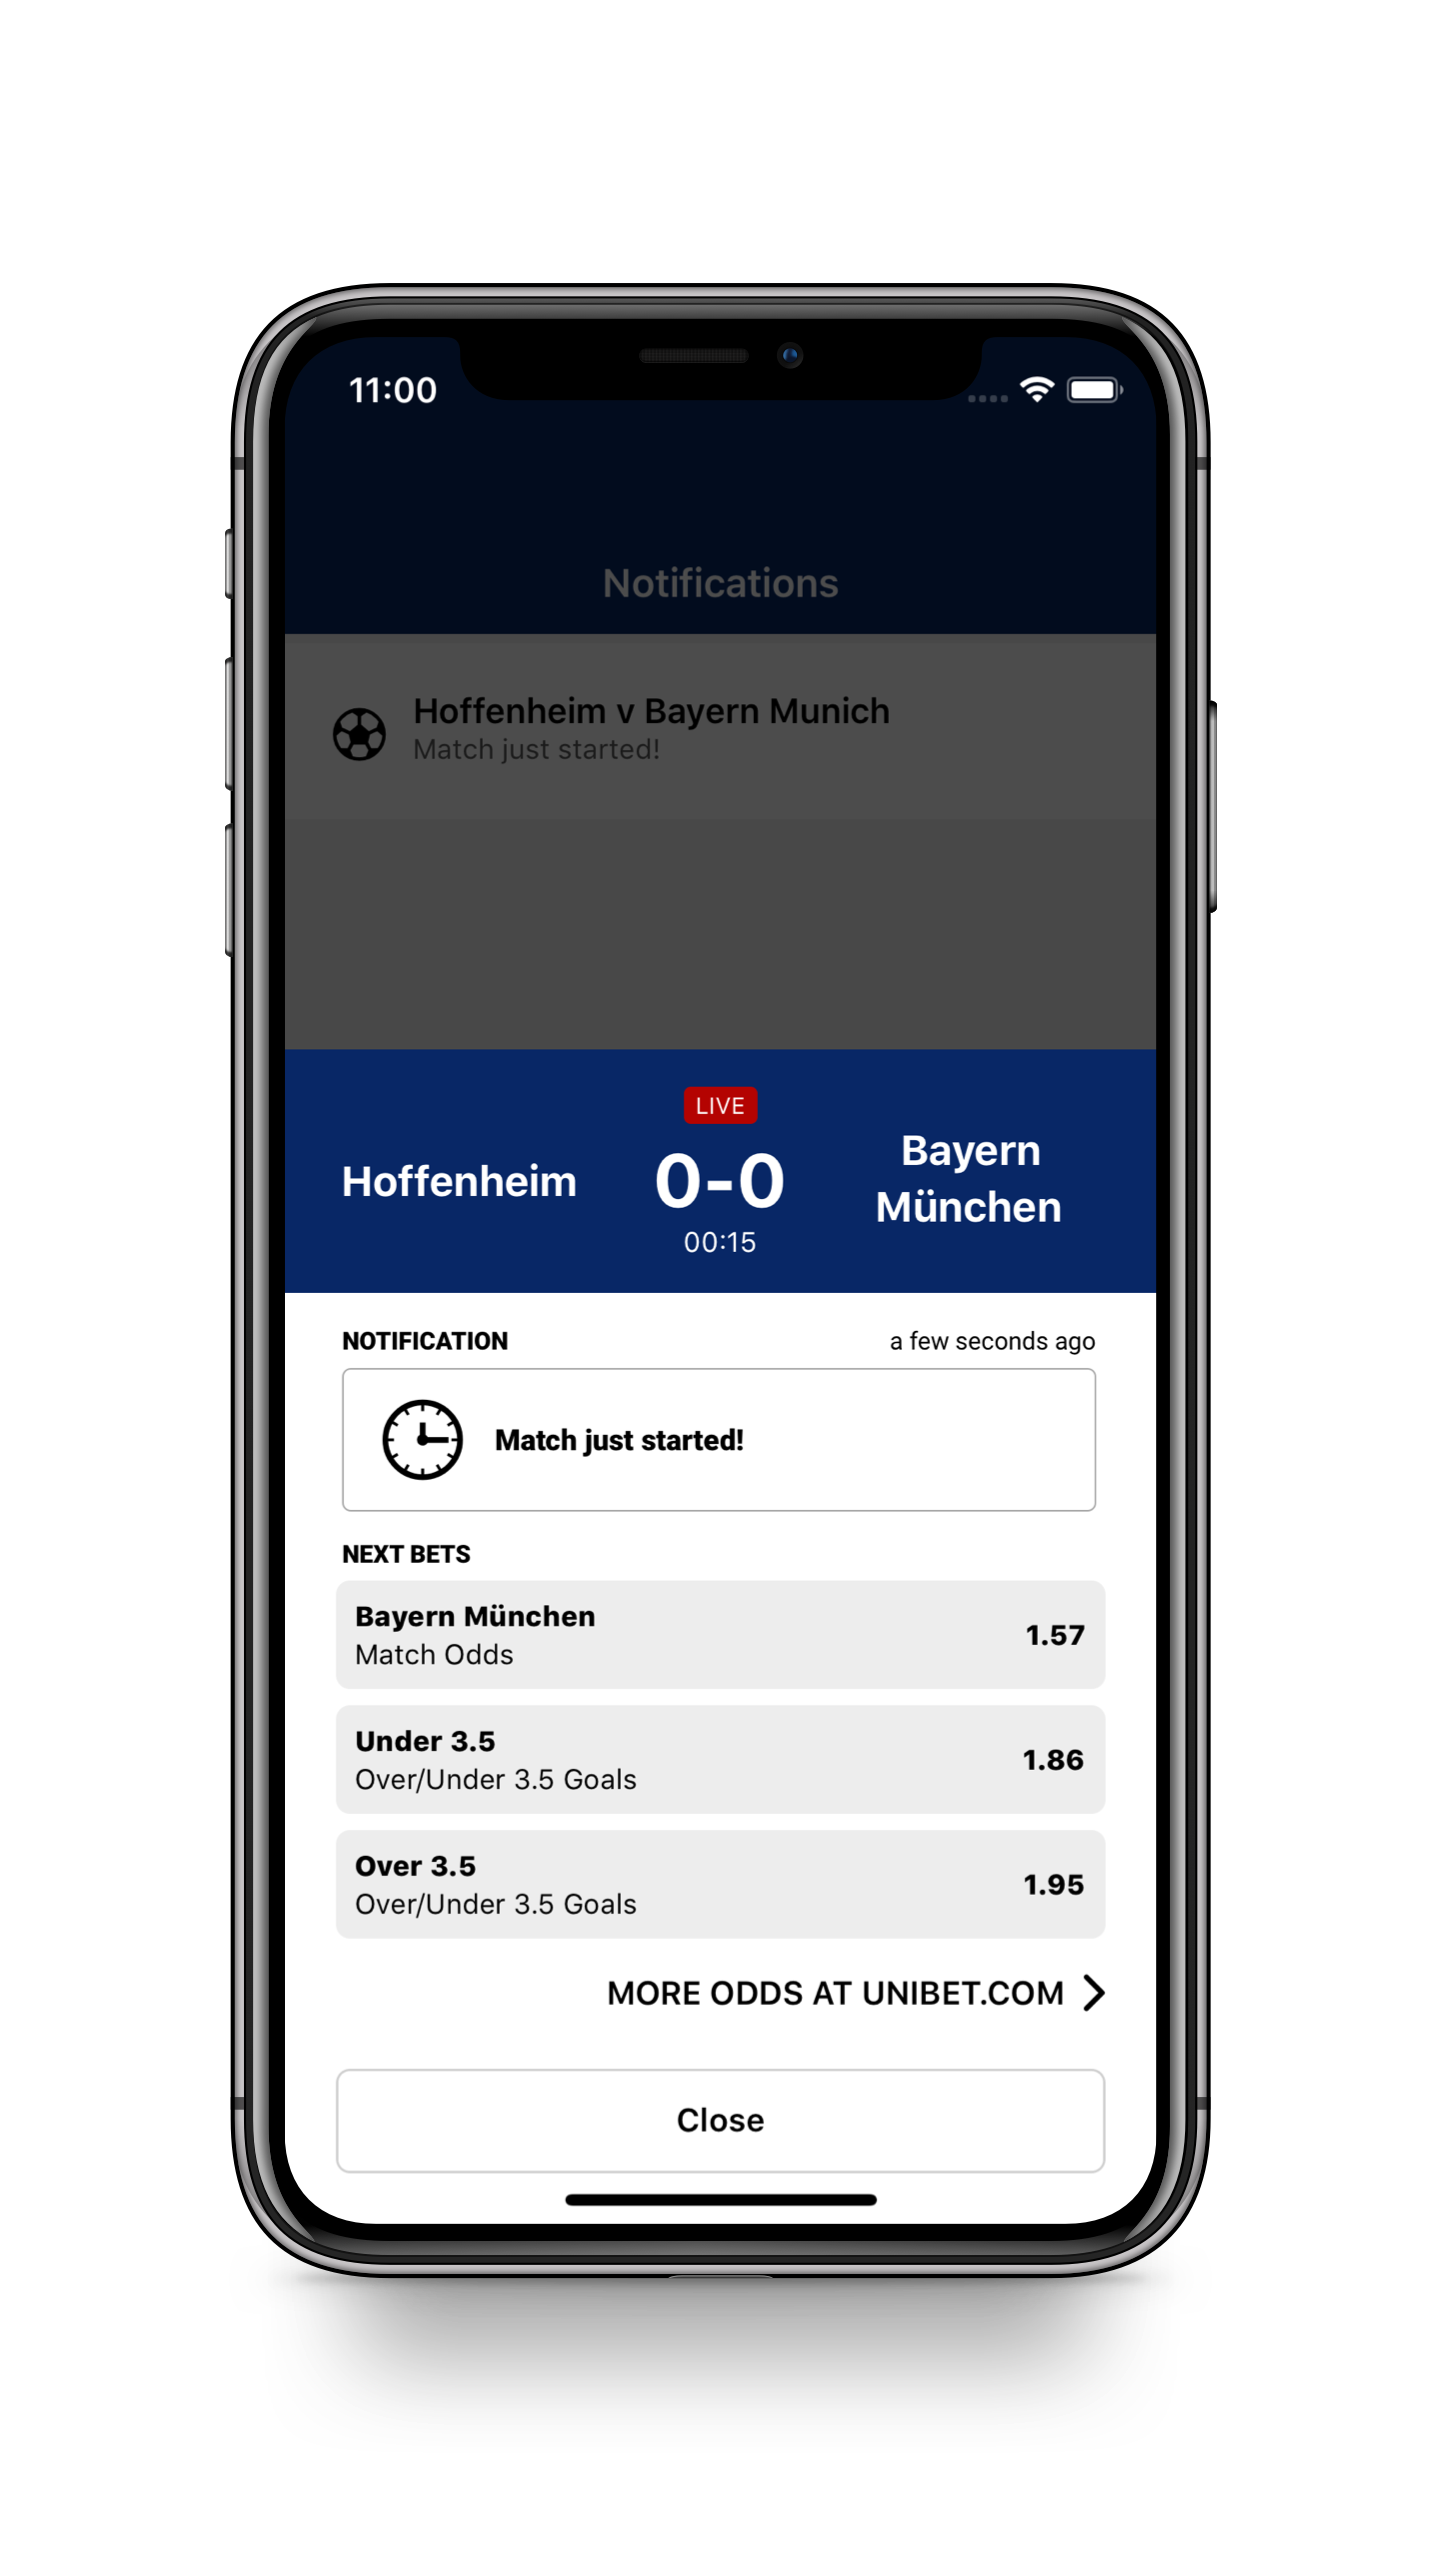 11:00
Notifications
Hoffenheim v Bayern Munich
Match just started!
LIVE
Hoffenheim
0-0
Bayern
München
00:15
NOTIFICATION
a few seconds ago
Match just started!
NEXT BETS
Bayern München
Match Odds
1.57
Under 3.5
Over/Under 3.5 Goals
1.86
Over 3.5
Over/Under 3.5 Goals
1.95
MORE ODDS AT UNIBET.COM
Close